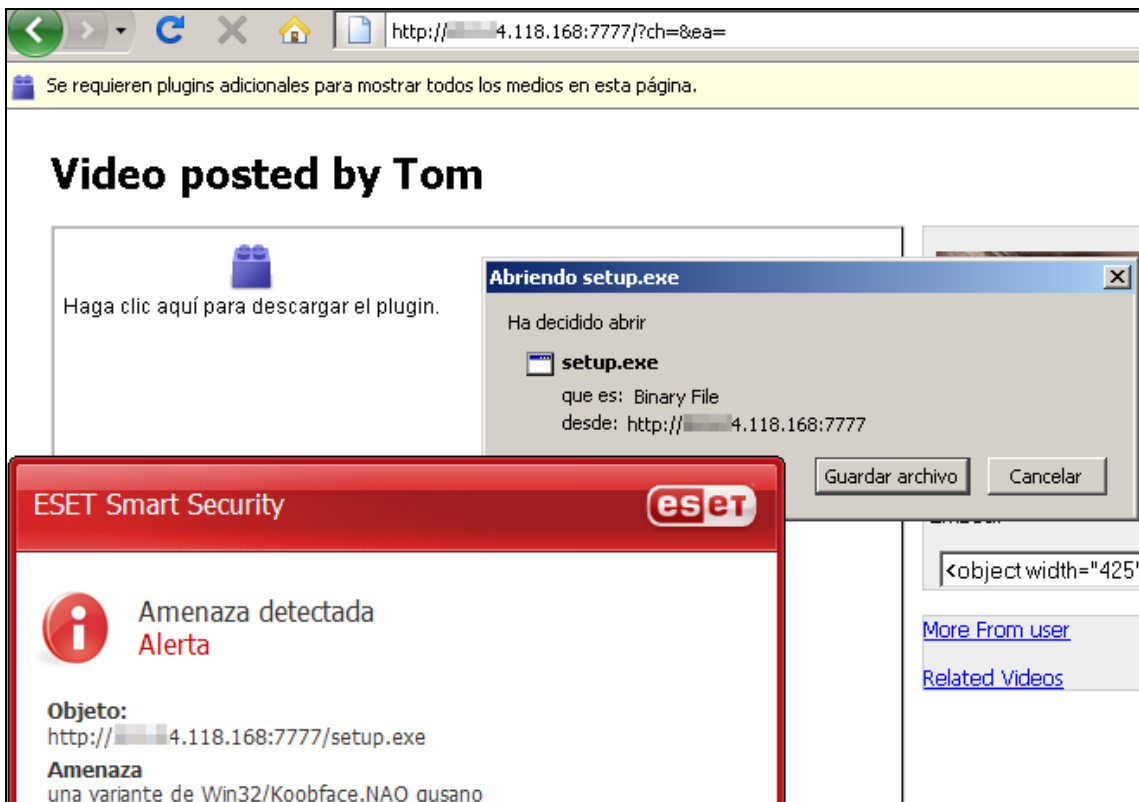 http:// 4.118.168:7777/?ch=&ea=
Se requieren plugins adicionales para mostrar todos los medios en esta página.
Video posted by Tom
Haga clic aquí para descargar el plugin.
Abriendo setup.exe
Ha decidido abrir
setup.exe
que es: Binary File
desde: http:// 4.118.168:7777
Guardar archivo Cancelar
<object width="425"
More From user
Related Videos
ESET Smart Security
eset
Amenaza detectada
Alerta
Objeto:
http:// 4.118.168:7777/setup.exe
Amenaza
una variante de Win32/Koobface.NAO gusano